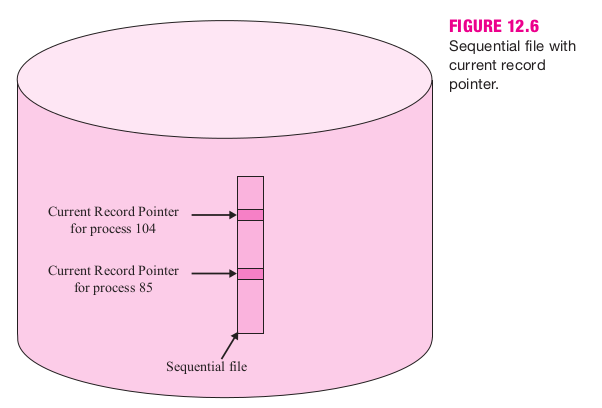 FIGURE 12.6
Sequential file with
current record
pointer.
Current Record Pointer
for process 104
Current Record Pointer
for process 85
Sequential file